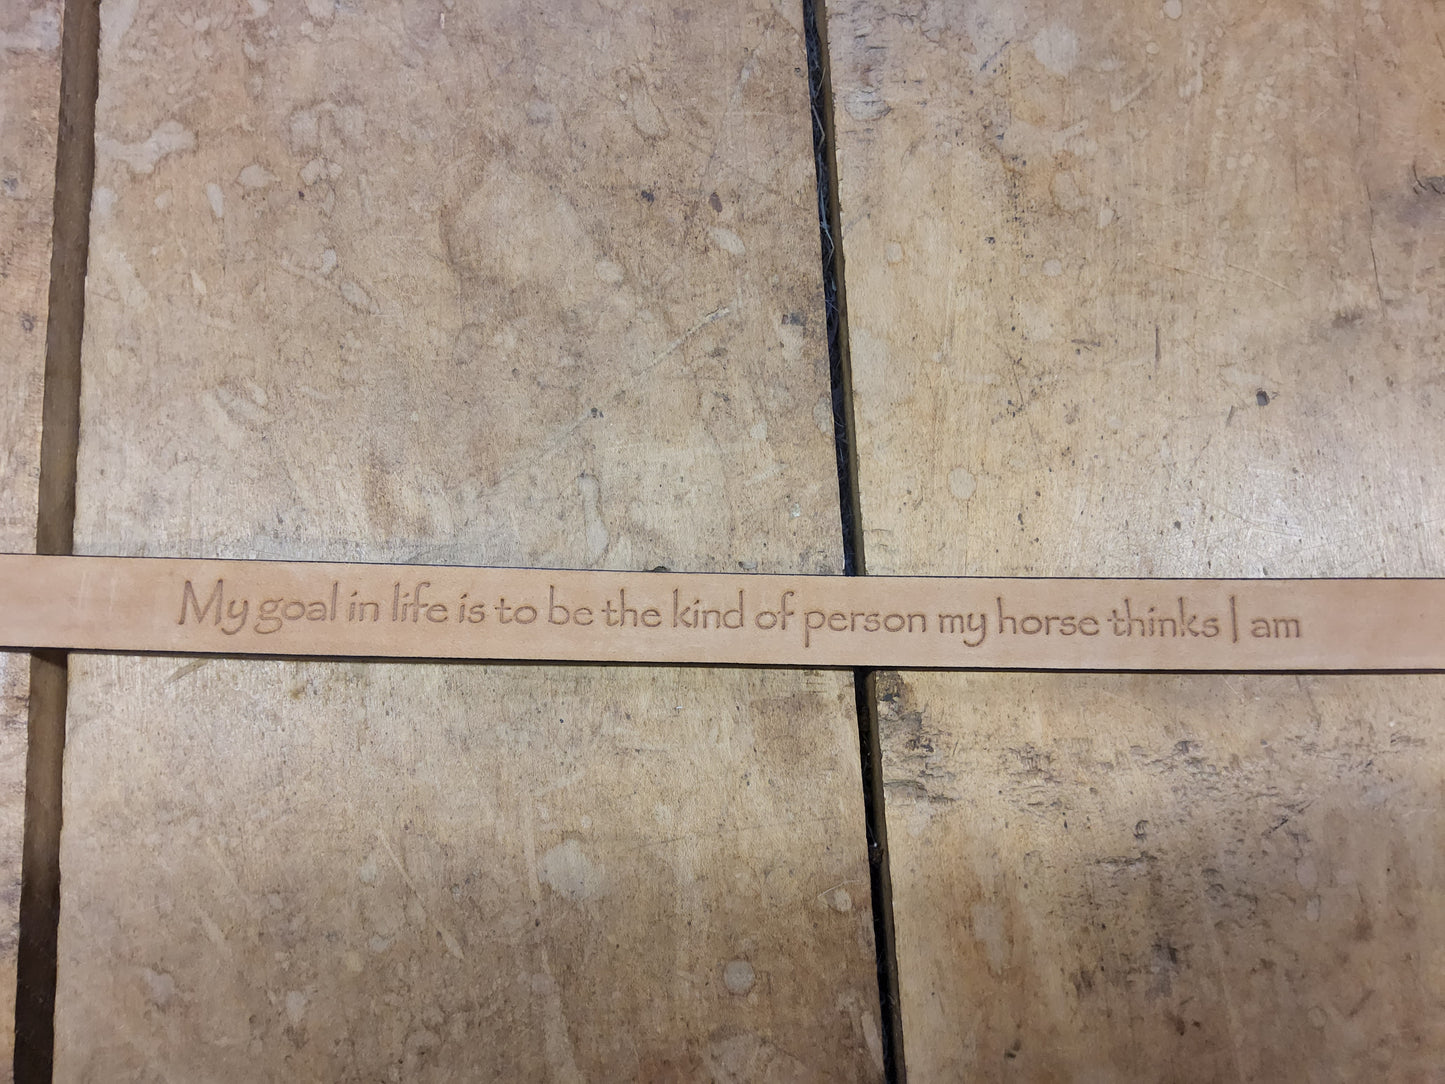 My goal in life is to be the kind of person my horse thinks I am